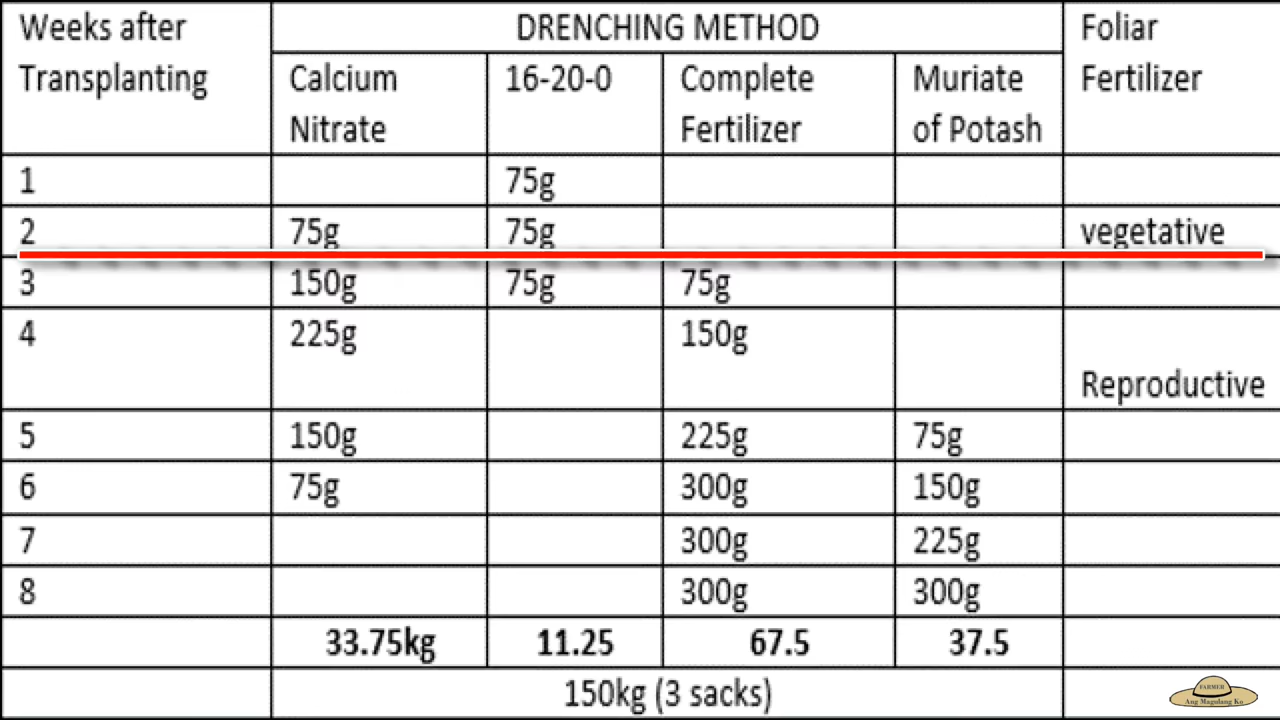 Weeks after Transplanting DRENCHING METHOD Foliar Fertilizer
Calcium Nitrate 16-20-0 Complete Fertilizer Muriate of Potash
1 75g
2 75g 75g vegetative
3 150g 75g 75g
4 225g 150g Reproductive
5 150g 225g 75g
6 75g 300g 150g
7 300g 225g
8 300g 300g
33.75kg 11.25 67.5 37.5
150kg (3 sacks)
FARMER
Ang Magsdang Ko